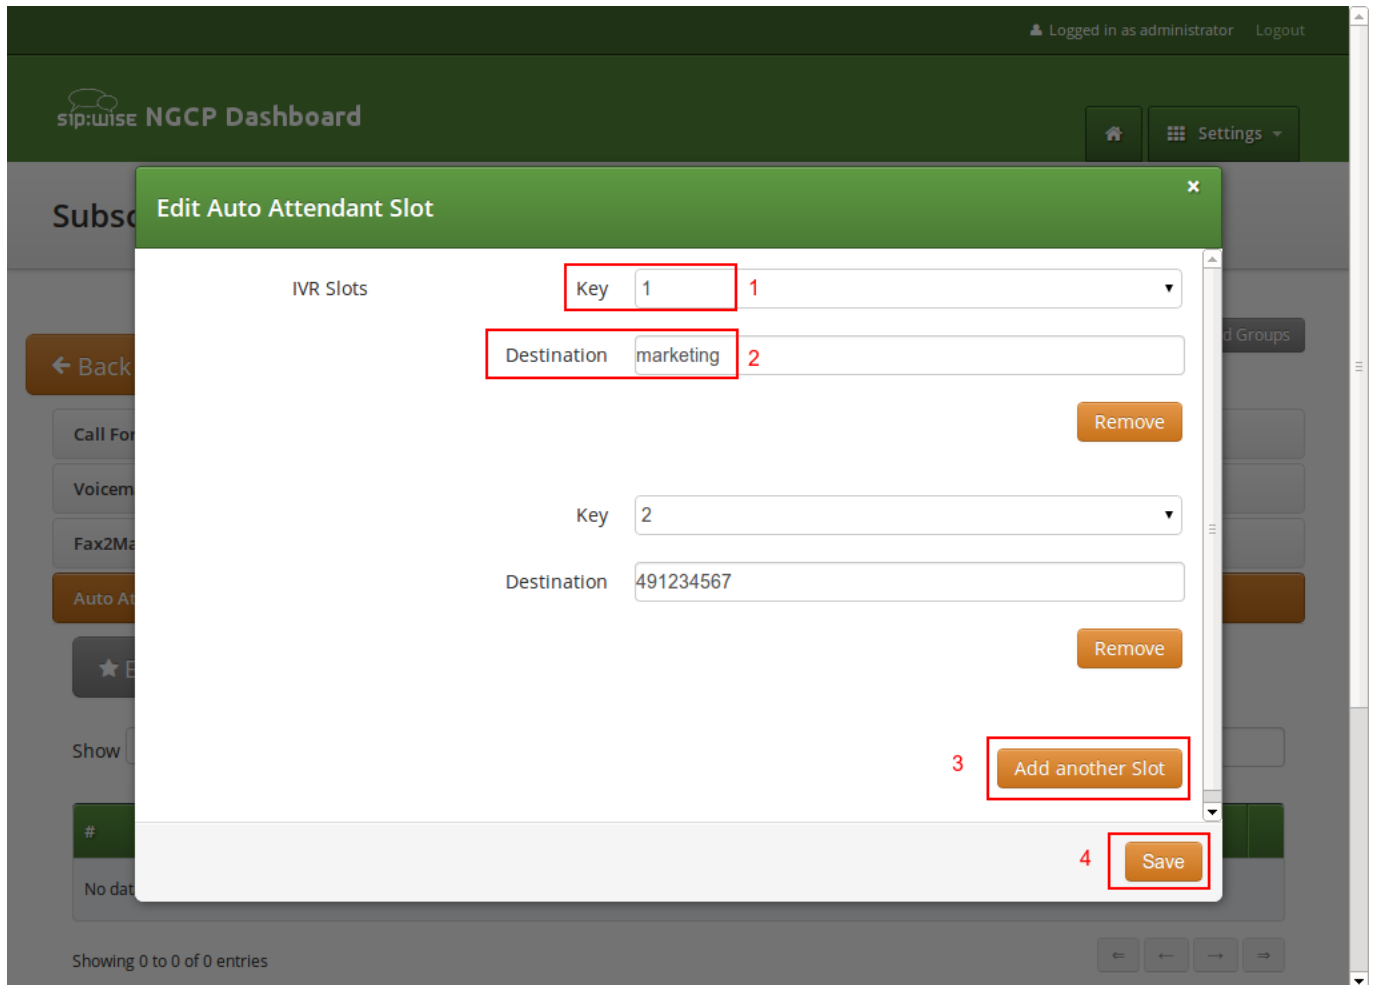 Logged in as administrator Logout
sip:wise NGCP Dashboard
Settings
Subsc
Edit Auto Attendant Slot
×
IVR Slots Key 1 1
d Groups
Destination marketing 2
Back
Remove
Call For
Voicem
Key 2
Fax2Ma
Destination 491234567
Auto At
Remove
E
Show
3 Add another Slot
#
4 Save
No dat
Showing 0 to 0 of 0 entries
⇐ ← → ⇒